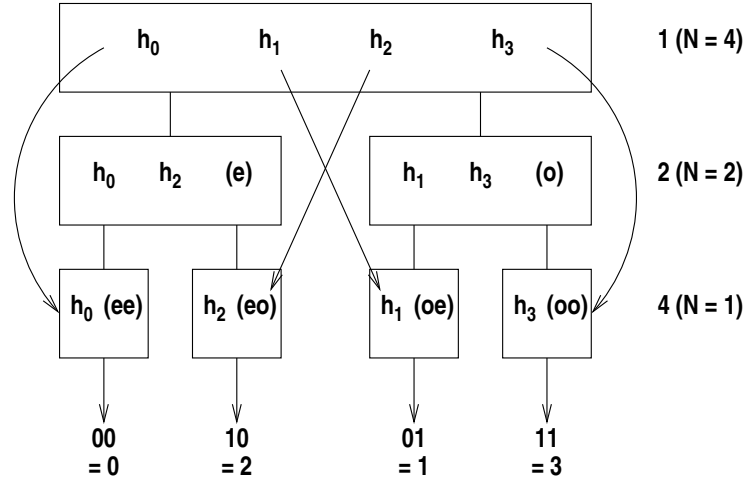 h₀ h₁ h₂ h₃ 1 (N = 4)
h₀ h₂ (e) h₁ h₃ (o) 2 (N = 2)
h₀ (ee) h₂ (eo) h₁ (oe) h₃ (oo) 4 (N = 1)
00 10 01 11
= 0 = 2 = 1 = 3